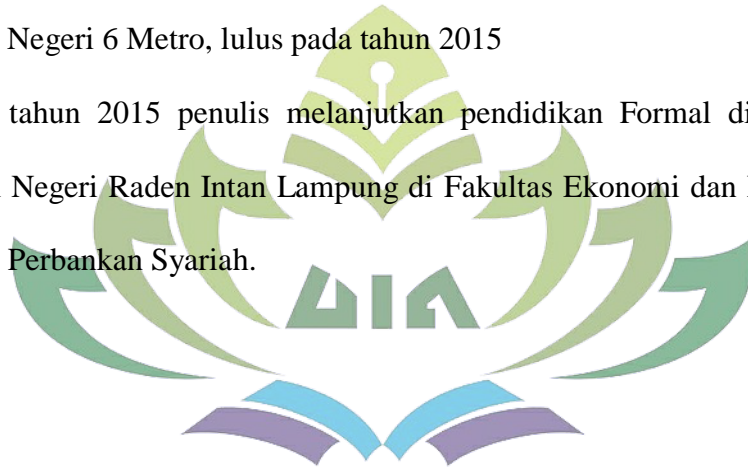 Negeri 6 Metro, lulus pada tahun 2015
tahun 2015 penulis melanjutkan pendidikan Formal di
Negeri Raden Intan Lampung di Fakultas Ekonomi dan
Perbankan Syariah.
UIN